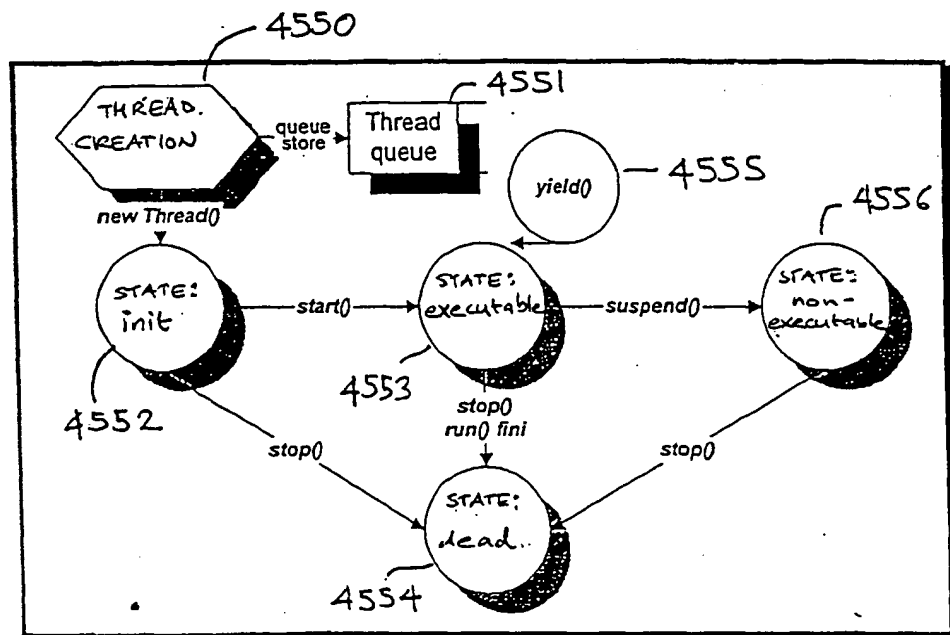 4550
THREAD.
CREATION
queue
store
Thread
queue
4551
yield()
4555
4556
new Thread()
STATE:
init
start()
STATE:
executable
suspend()
STATE:
non-
executable
4552
4553
stop()
run() fini
stop()
stop()
STATE:
dead..
4554